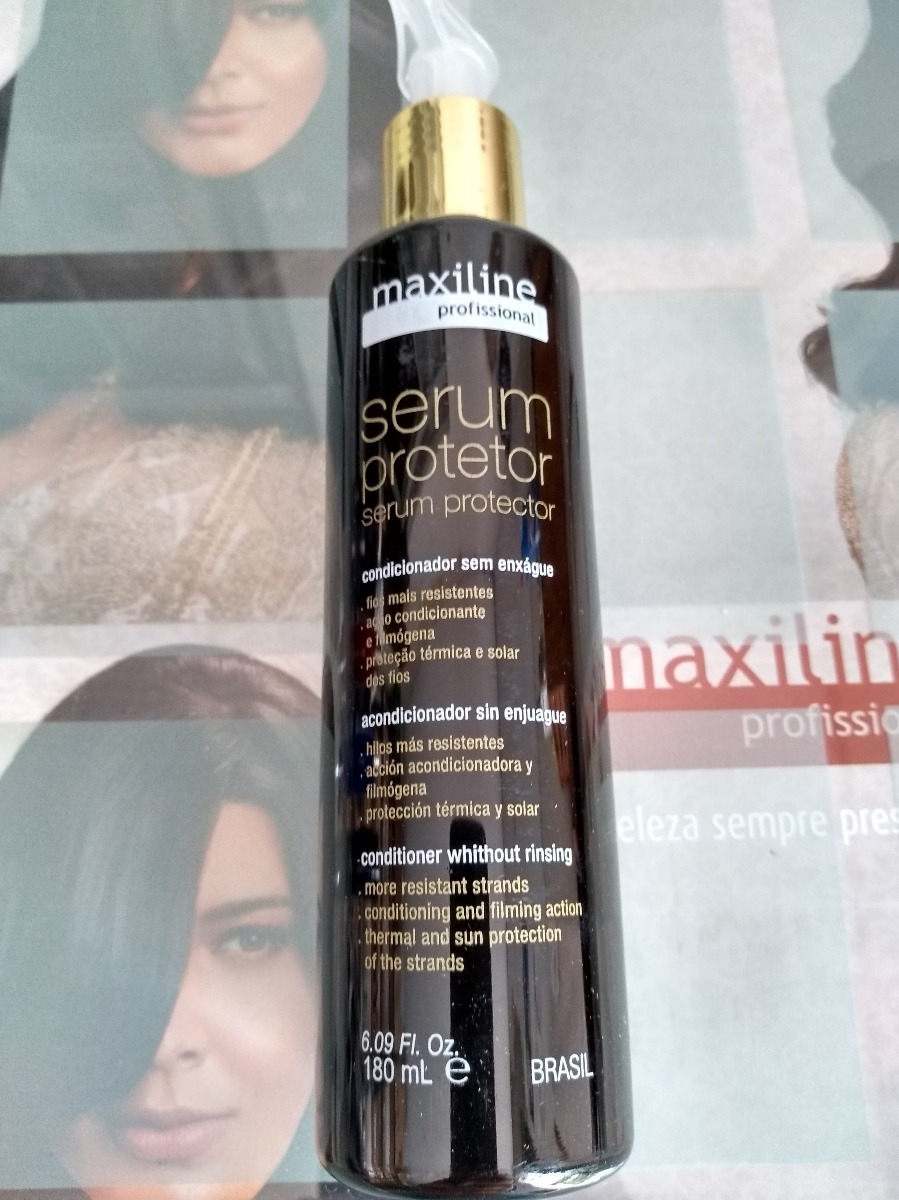 maxiline
profissional
serum
protetor
serum protector
condicionador sem enxágue
. fios mais resistentes
. ação condicionante
e filmógena
. proteção térmica e solar
dos fios
acondicionador sin enjuague
. hilos más resistentes
. acción acondicionadora y
filmógena
. protección térmica y solar
conditioner whithout rinsing
. more resistant strands
. conditioning and filming action
. thermal and sun protection
of the strands
6.09 Fl. Oz.
180 mL e
BRASIL
maxilin
profissio
eleza sempre pres